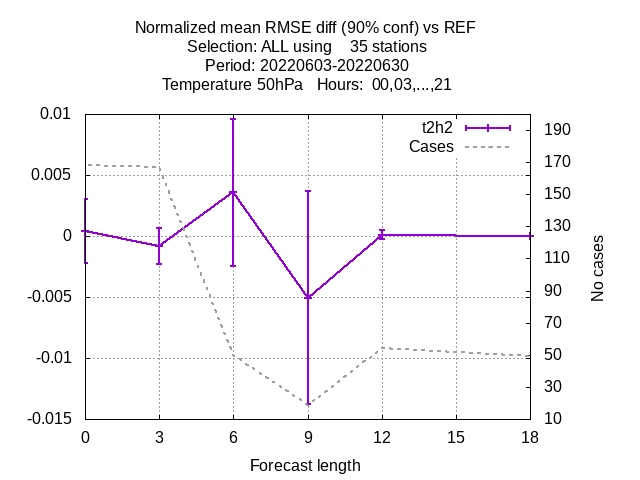 Normalized mean RMSE diff (90% conf) vs REF
Selection: ALL using    35 stations
Period: 20220603-20220630
Temperature 50hPa   Hours:  00,03,...,21
t2h2
Cases
0.01
0.005
0
-0.005
-0.01
-0.015
190
170
150
130
110
90
70
50
30
10
No cases
0 3 6 9 12 15 18
Forecast length